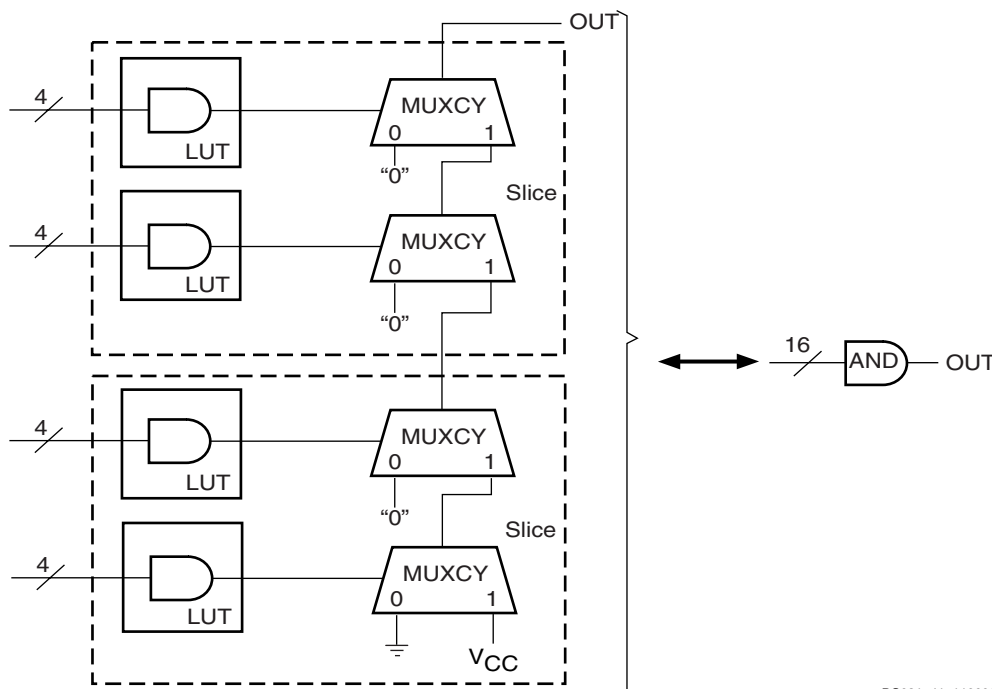 OUT
4
MUXCY
0 1
LUT
"0"
Slice
4
MUXCY
0 1
LUT
"0"
16
AND
OUT
4
MUXCY
0 1
LUT
"0"
Slice
4
MUXCY
0 1
LUT
VCC